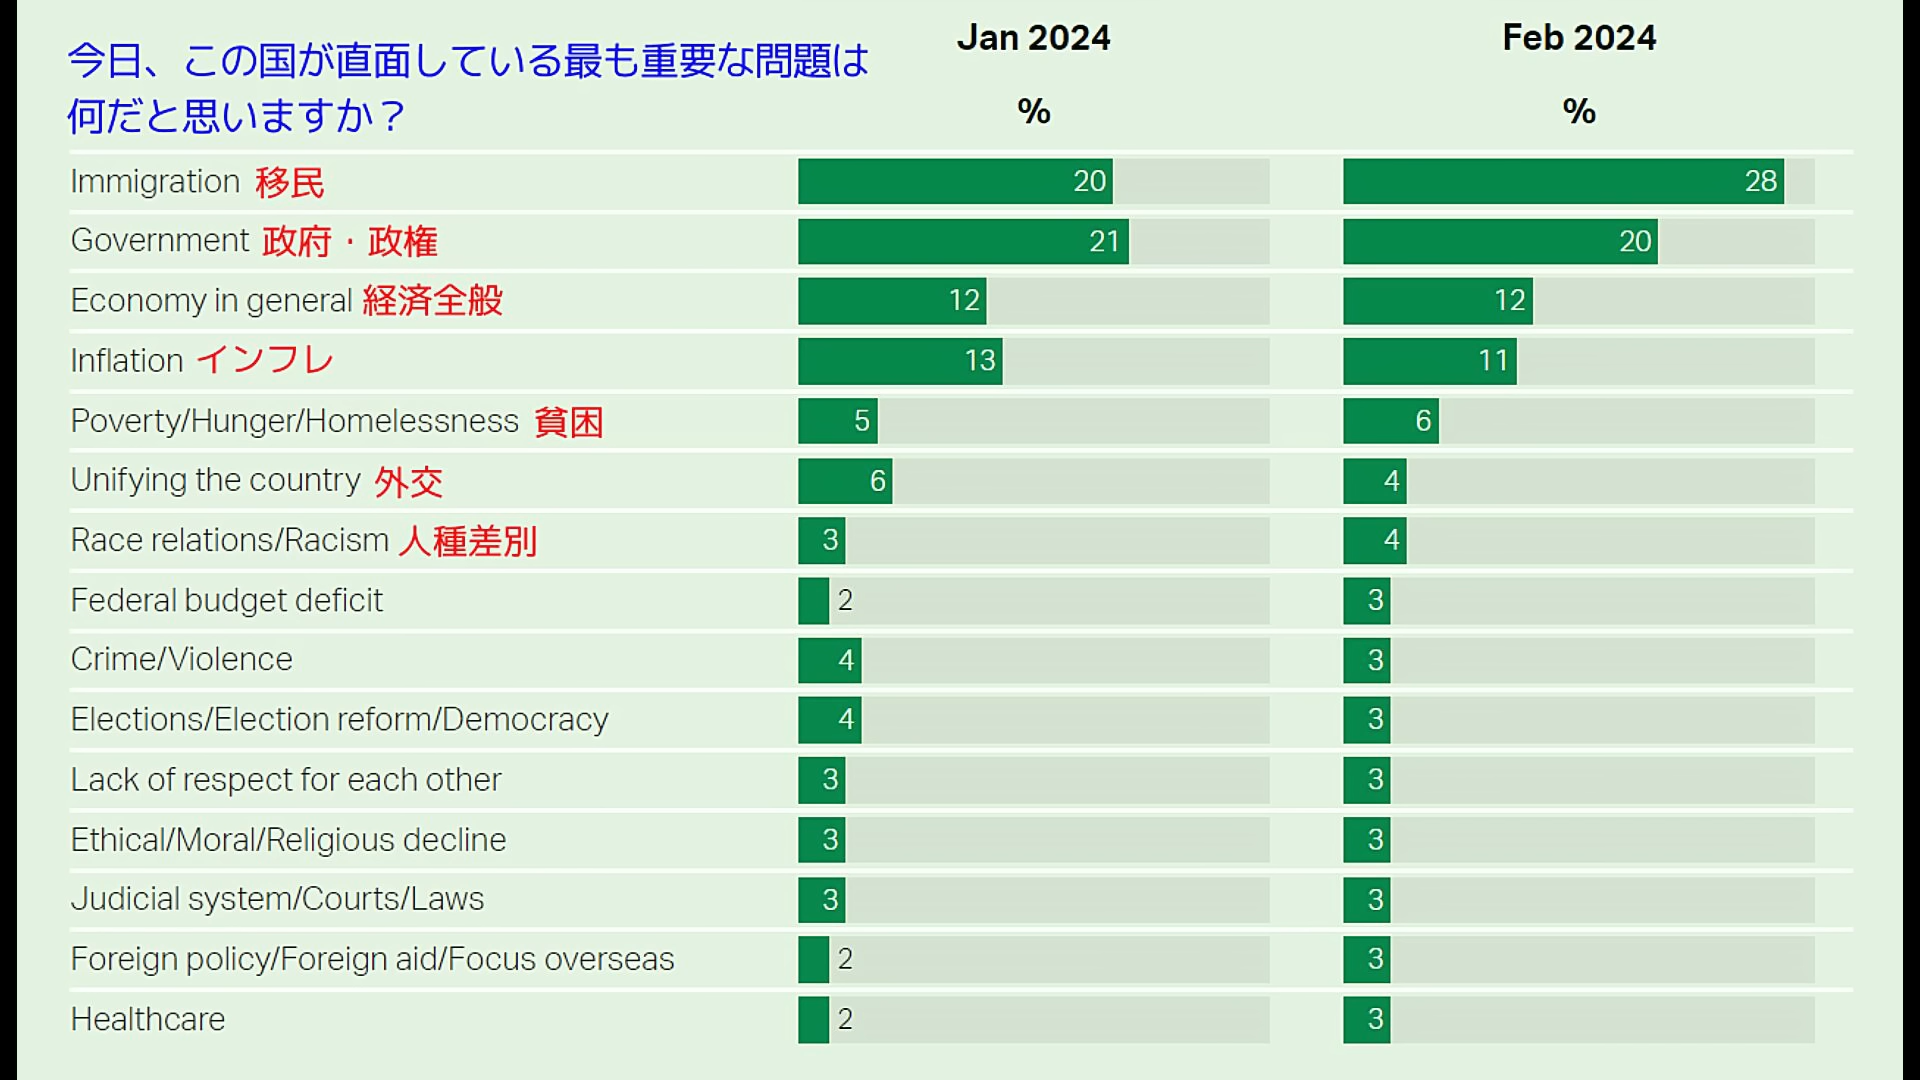 今日、この国が直面している最も重要な問題は
何だと思いますか？
Jan 2024 Feb 2024
% %
Immigration 移民 20 28
Government 政府・政権 21 20
Economy in general 経済全般 12 12
Inflation インフレ 13 11
Poverty/Hunger/Homelessness 貧困 5 6
Unifying the country 外交 6 4
Race relations/Racism 人種差別 3 4
Federal budget deficit 2 3
Crime/Violence 4 3
Elections/Election reform/Democracy 4 3
Lack of respect for each other 3 3
Ethical/Moral/Religious decline 3 3
Judicial system/Courts/Laws 3 3
Foreign policy/Foreign aid/Focus overseas 2 3
Healthcare 2 3